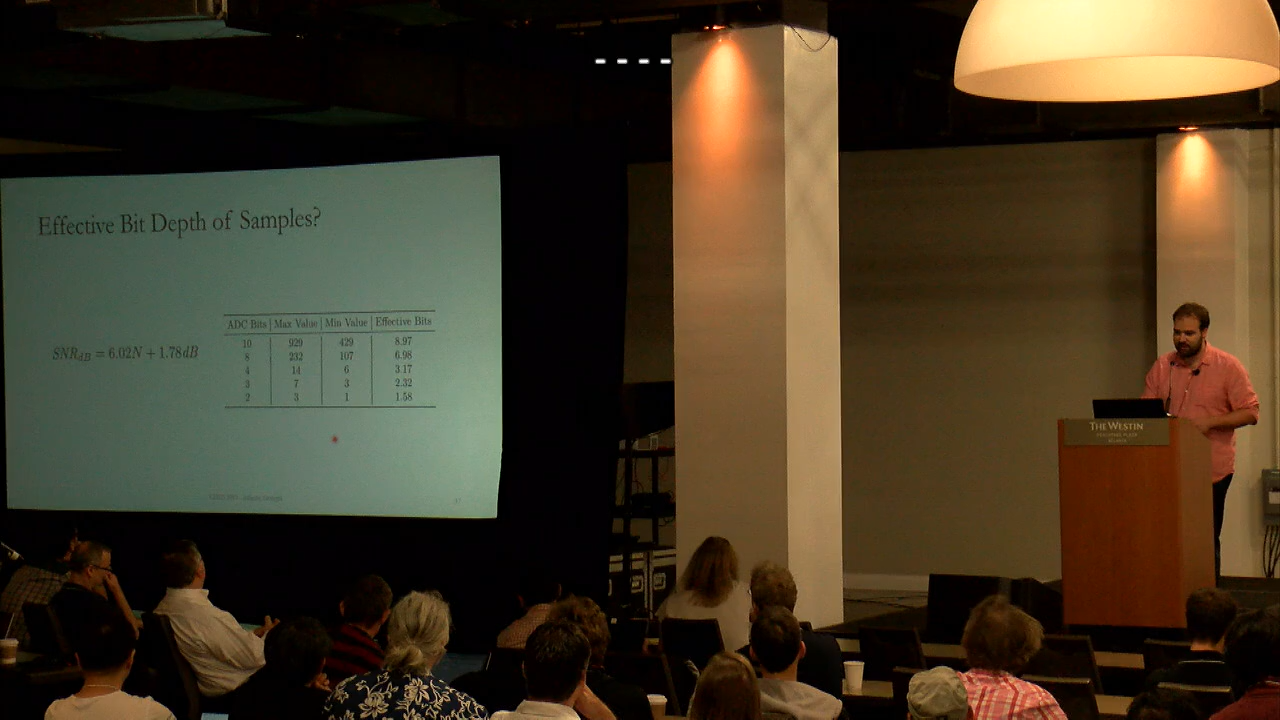 Effective Bit Depth of Samples?
SNR_dB = 6.02N + 1.78dB
ADC Bits | Max Value | Min Value | Effective Bits
10 929 429 8.97
8 232 107 6.98
4 14 6 3.17
3 7 3 2.32
2 3 1 1.58
THE WESTIN